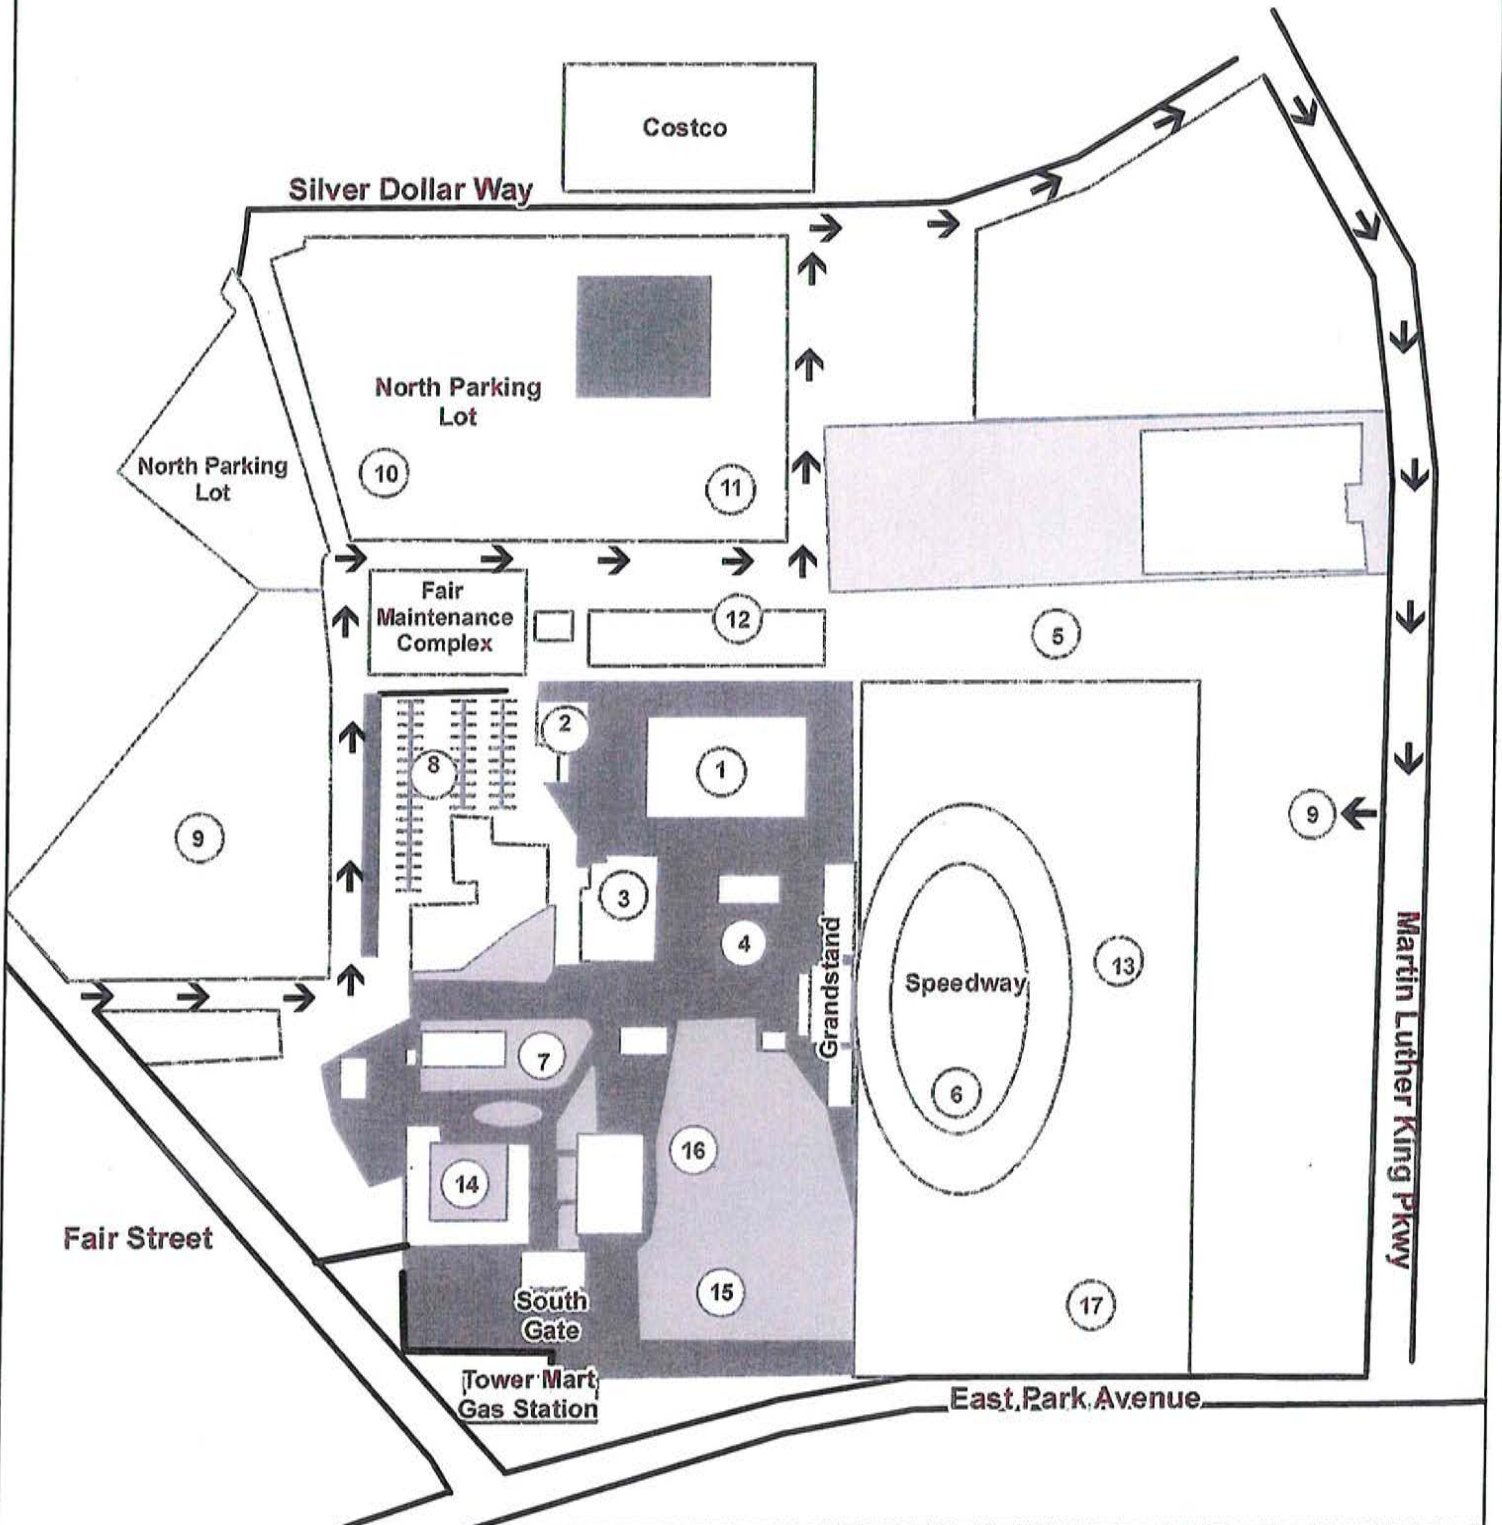 Costco
Silver Dollar Way
North Parking
Lot
North Parking
Lot
10
11
Fair
Maintenance
Complex
12
5
2
1
8
9
9
3
4
Grandstand
Speedway
13
Martin Luther King Pkwy
7
6
16
14
Fair Street
15
17
South
Gate
Tower Mart
Gas Station
East Park Avenue